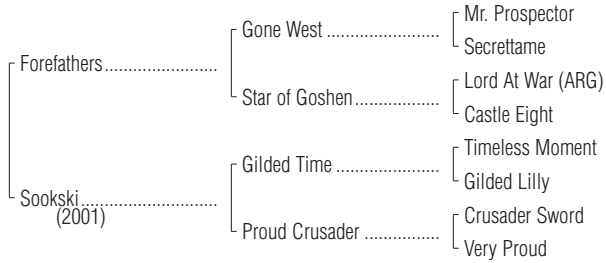 Mr. Prospector
Gone West
Secrettame
Forefathers
Lord At War (ARG)
Star of Goshen
Castle Eight
Timeless Moment
Gilded Time
Gilded Lilly
Sookski
(2001)
Crusader Sword
Proud Crusader
Very Proud